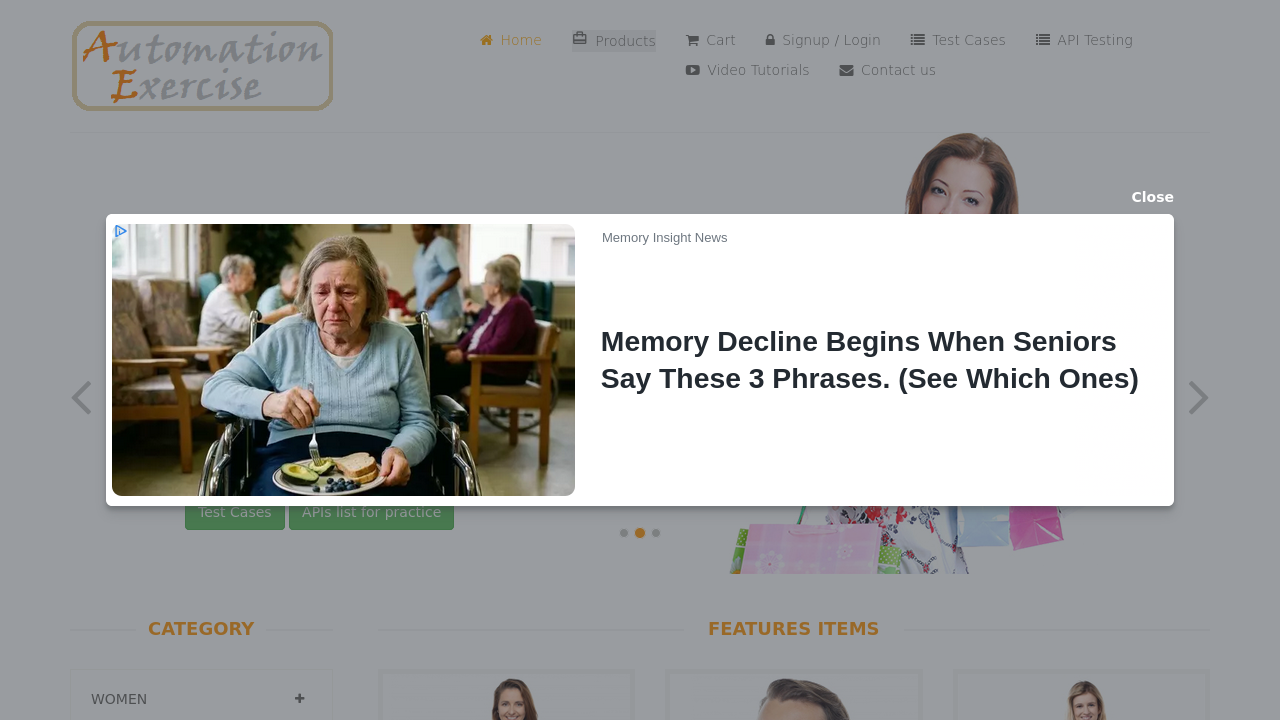 Automation
Exercise
Home
Products
Cart
Signup / Login
Test Cases
API Testing
Video Tutorials
Contact us
Close
Memory Insight News
Memory Decline Begins When Seniors
Say These 3 Phrases. (See Which Ones)
Test Cases
APIs list for practice
CATEGORY
FEATURES ITEMS
WOMEN